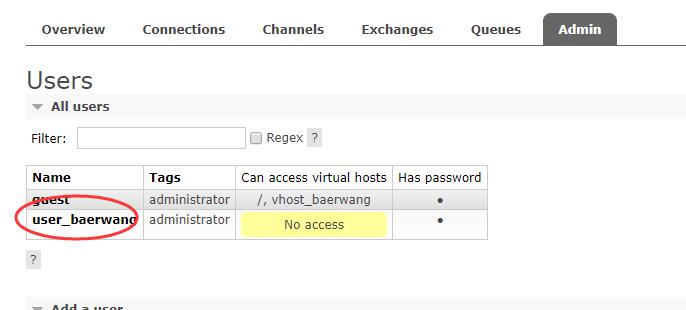 Overview Connections Channels Exchanges Queues Admin
Users
All users
Filter: Regex ?
Name Tags Can access virtual hosts Has password
guest administrator /, vhost_baerwang ●
user_baerwang administrator No access ●
?
Add a user